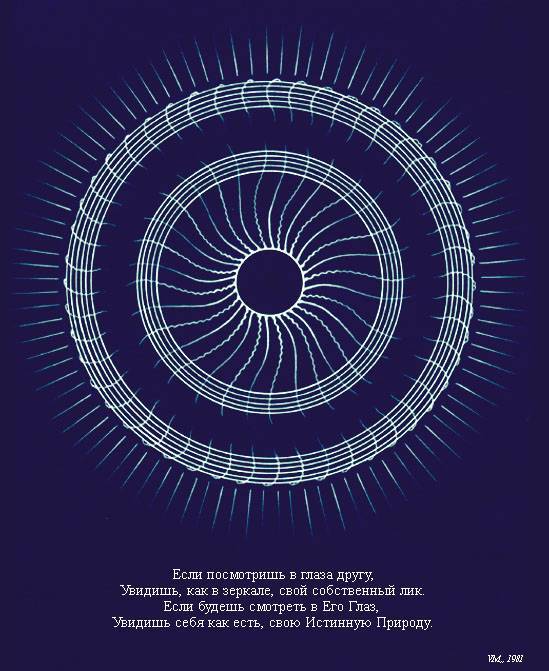 Если посмотришь в глаза другу,
Увидишь, как в зеркале, свой собственный лик.
Если будешь смотреть в Его Глаз,
Увидишь себя как есть, свою Истинную Природу.
V.M., 1981